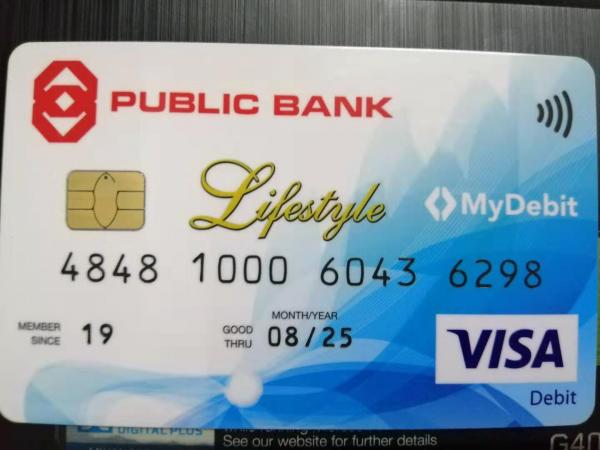 PUBLIC BANK
Lifestyle
MyDebit
4848 1000 6043 6298
MEMBER SINCE 19
MONTH/YEAR
GOOD THRU 08/25
VISA
Debit
DIGITAL PLUS
See our website for further details
G40